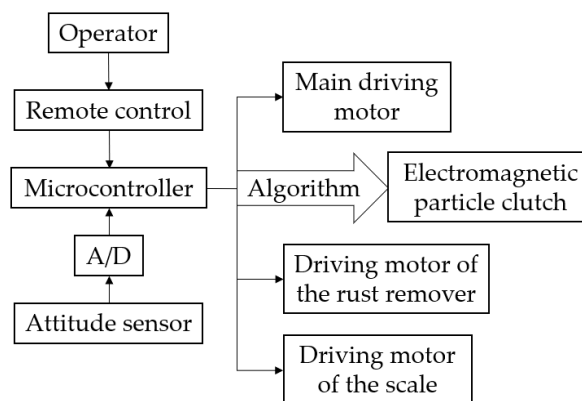 Operator
Remote control
Microcontroller
A/D
Attitude sensor
Main driving
motor
Algorithm
Electromagnetic
particle clutch
Driving motor of
the rust remover
Driving motor
of the scale